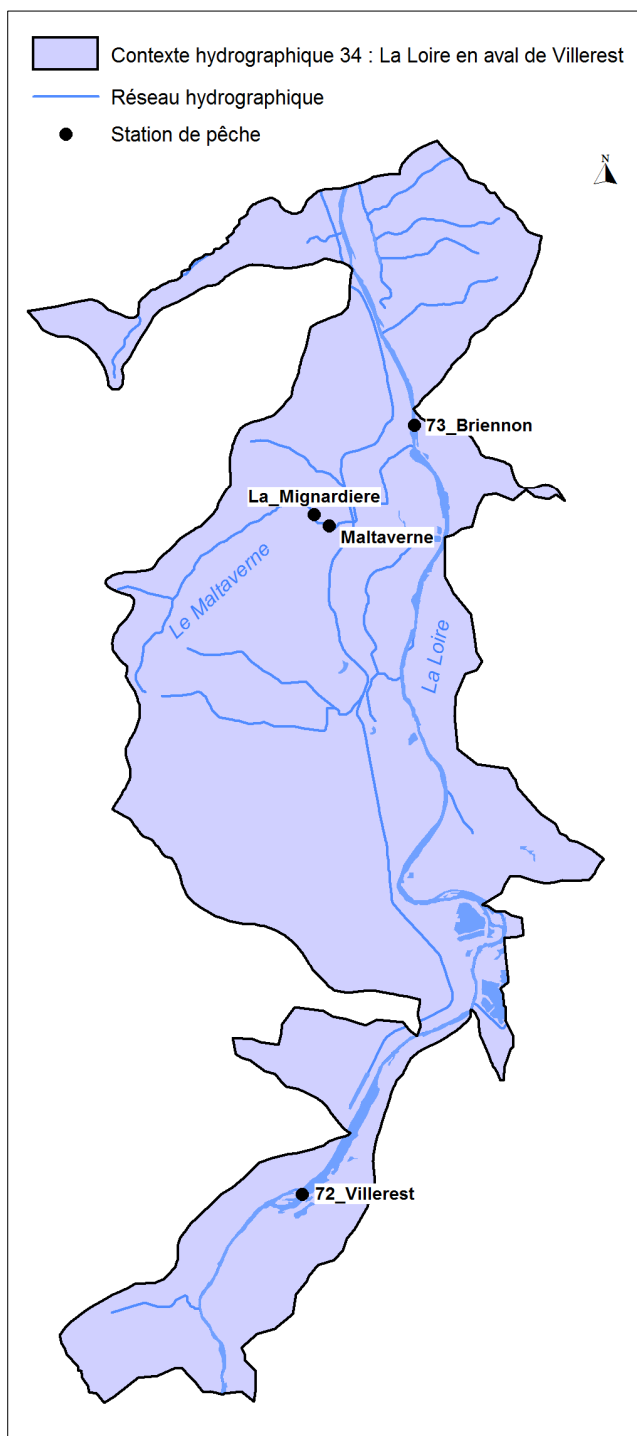 Contexte hydrographique 34 : La Loire en aval de Villerest
Réseau hydrographique
Station de pêche
N
73_Briennon
La_Mignardiere
Maltaverne
Le Maltaverne
La Loire
72_Villerest